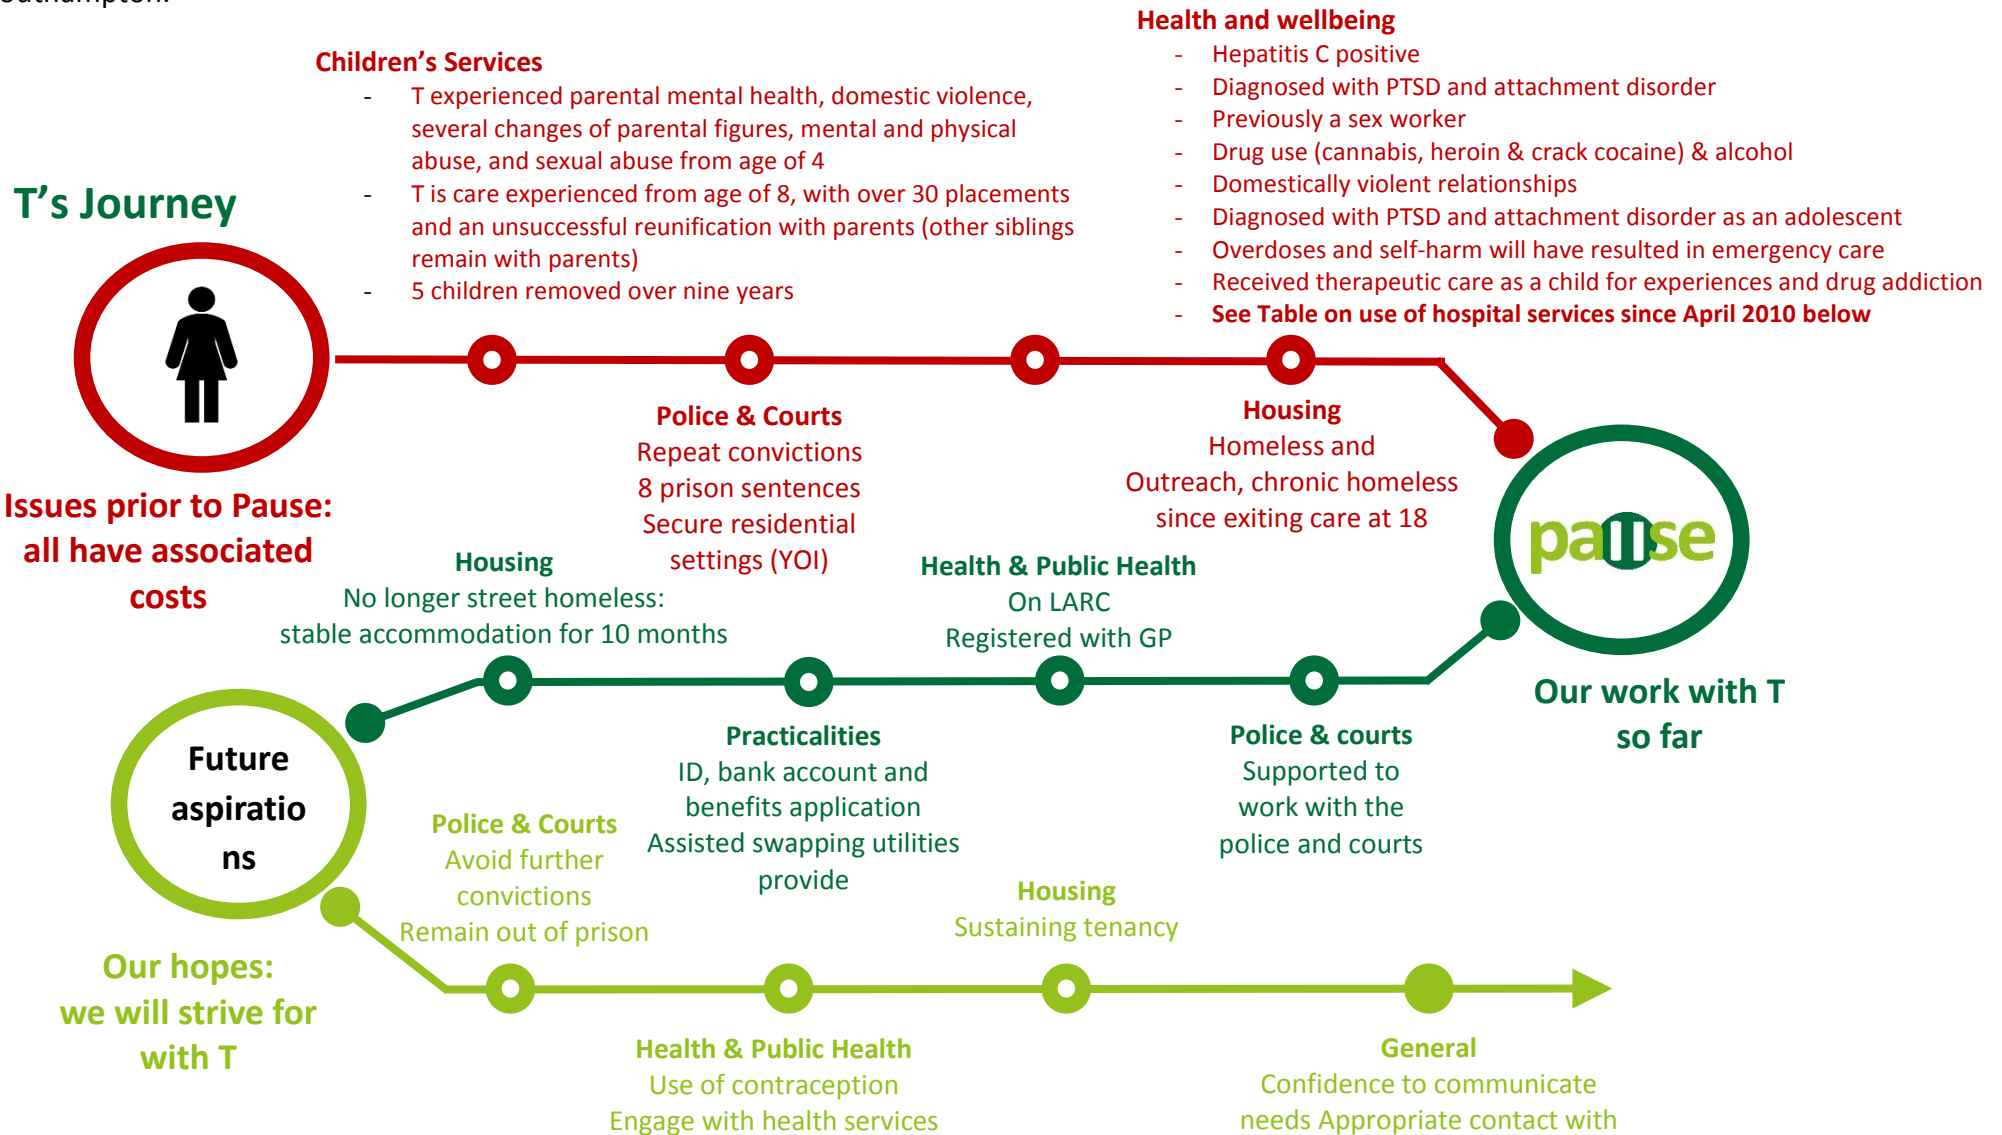 outhampton.
Children's Services
- T experienced parental mental health, domestic violence,
several changes of parental figures, mental and physical
abuse, and sexual abuse from age of 4
- T is care experienced from age of 8, with over 30 placements
and an unsuccessful reunification with parents (other siblings
remain with parents)
- 5 children removed over nine years
Health and wellbeing
- Hepatitis C positive
- Diagnosed with PTSD and attachment disorder
- Previously a sex worker
- Drug use (cannabis, heroin & crack cocaine) & alcohol
- Domestically violent relationships
- Diagnosed with PTSD and attachment disorder as an adolescent
- Overdoses and self-harm will have resulted in emergency care
- Received therapeutic care as a child for experiences and drug addiction
- See Table on use of hospital services since April 2010 below
T's Journey
Issues prior to Pause:
all have associated
costs
Police & Courts
Repeat convictions
8 prison sentences
Secure residential
settings (YOI)
Housing
Homeless and
Outreach, chronic homeless
since exiting care at 18
pause
Our work with T
so far
Housing
No longer street homeless:
stable accommodation for 10 months
Health & Public Health
On LARC
Registered with GP
Practicalities
ID, bank account and
benefits application
Assisted swapping utilities
provide
Police & courts
Supported to
work with the
police and courts
Future
aspiratio
ns
Our hopes:
we will strive for
with T
Police & Courts
Avoid further
convictions
Remain out of prison
Housing
Sustaining tenancy
Health & Public Health
Use of contraception
Engage with health services
General
Confidence to communicate
needs Appropriate contact with